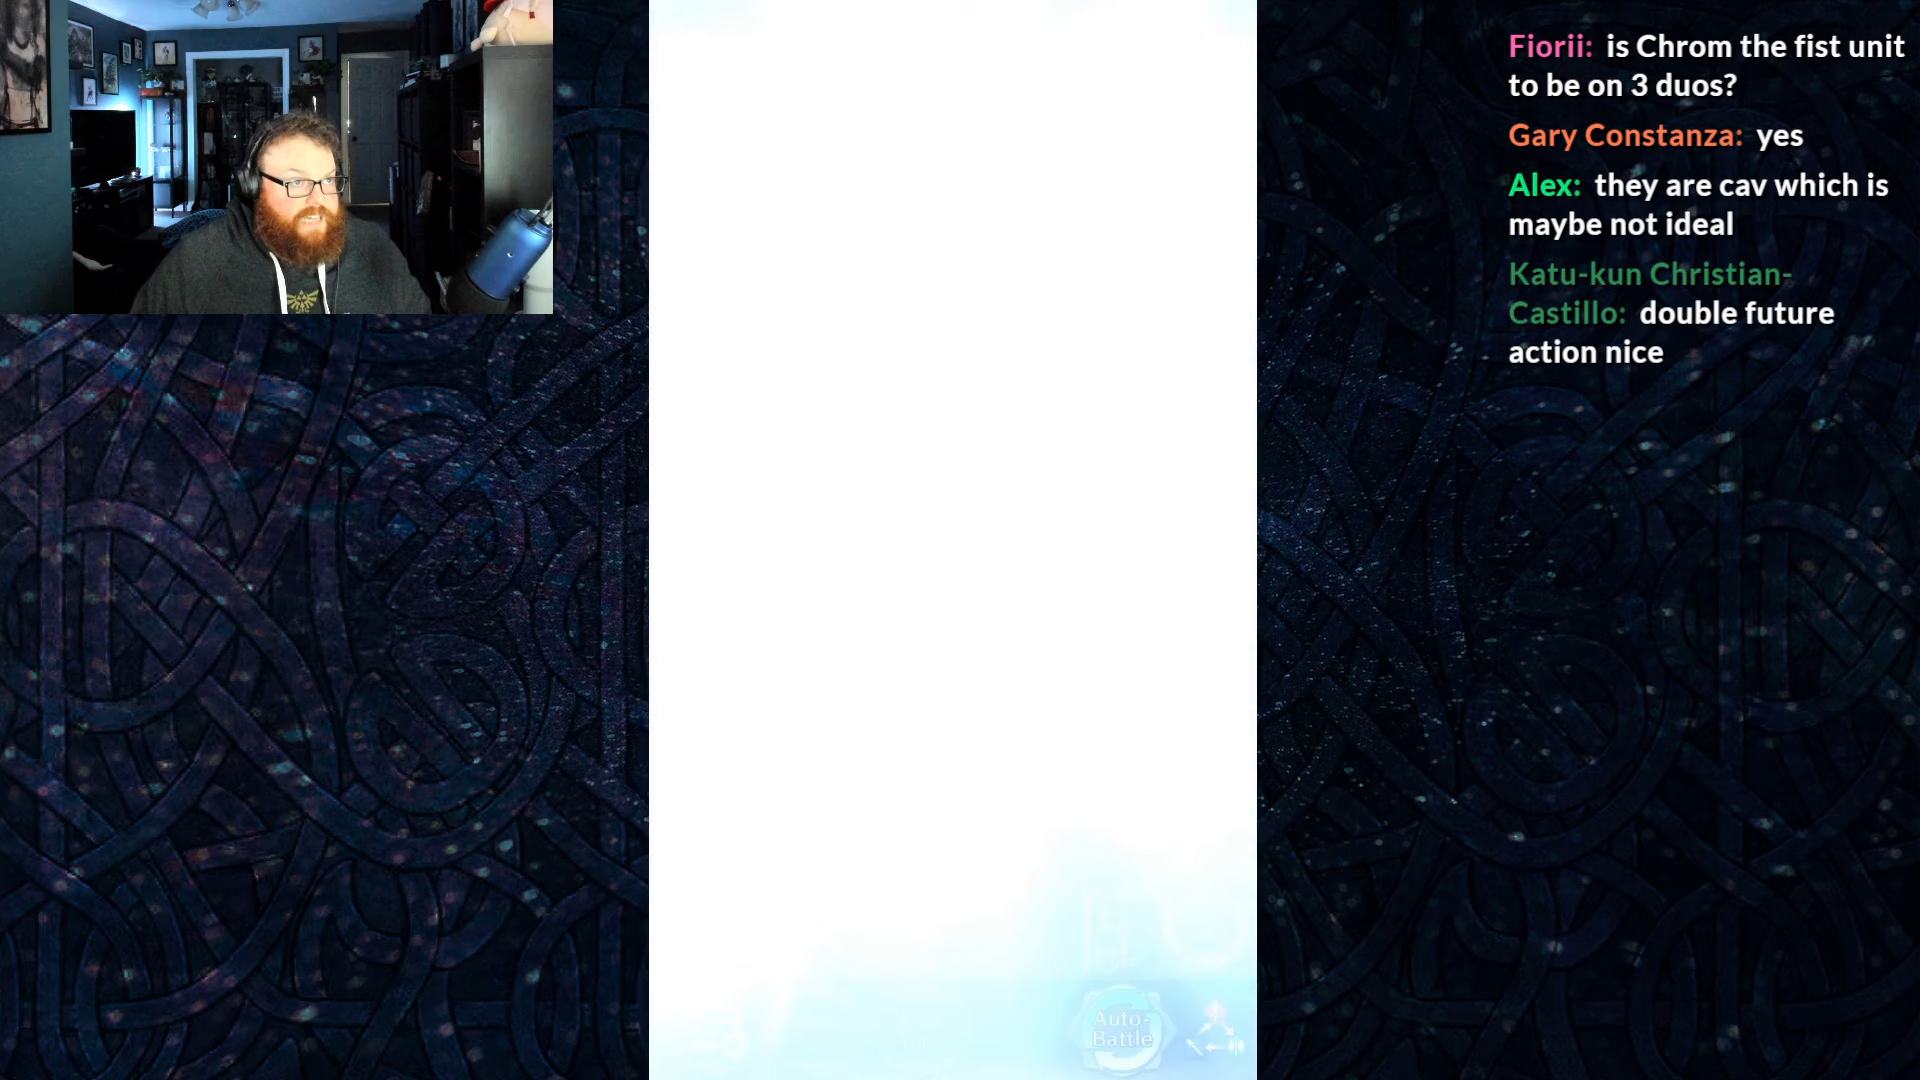 Fiorii: is Chrom the fist unit
to be on 3 duos?
Gary Constanza: yes
Alex: they are cav which is
maybe not ideal
Katu-kun Christian-
Castillo: double future
action nice
Auto-
Battle